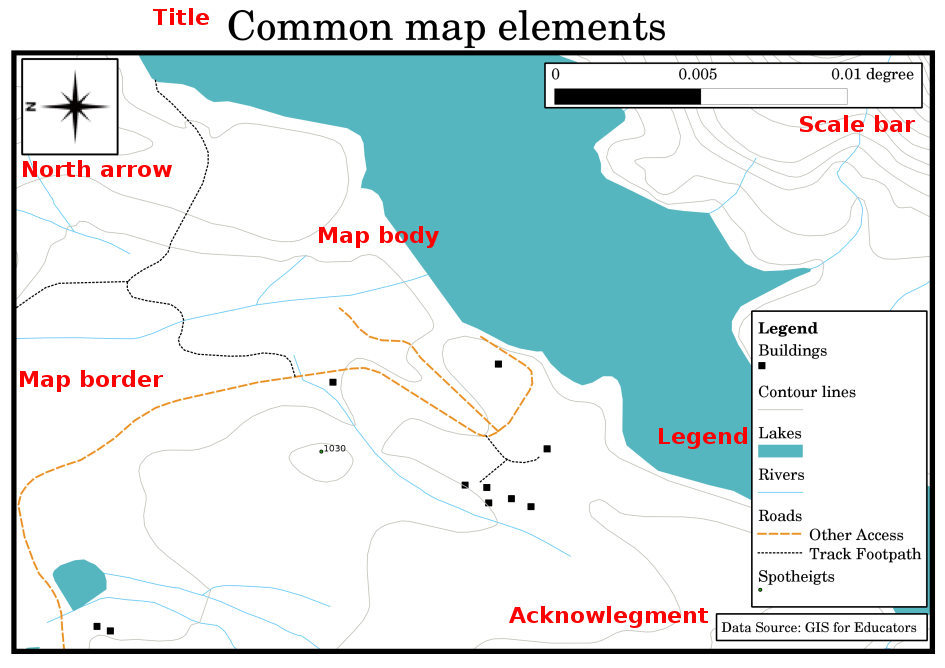 Title Common map elements
0 0.005 0.01 degree
Scale bar
N
North arrow
Map body
Map border
1030
Legend
Legend
Buildings
Contour lines
Lakes
Rivers
Roads
Other Access
Track Footpath
Spotheigts
Acknowlegment
Data Source: GIS for Educators